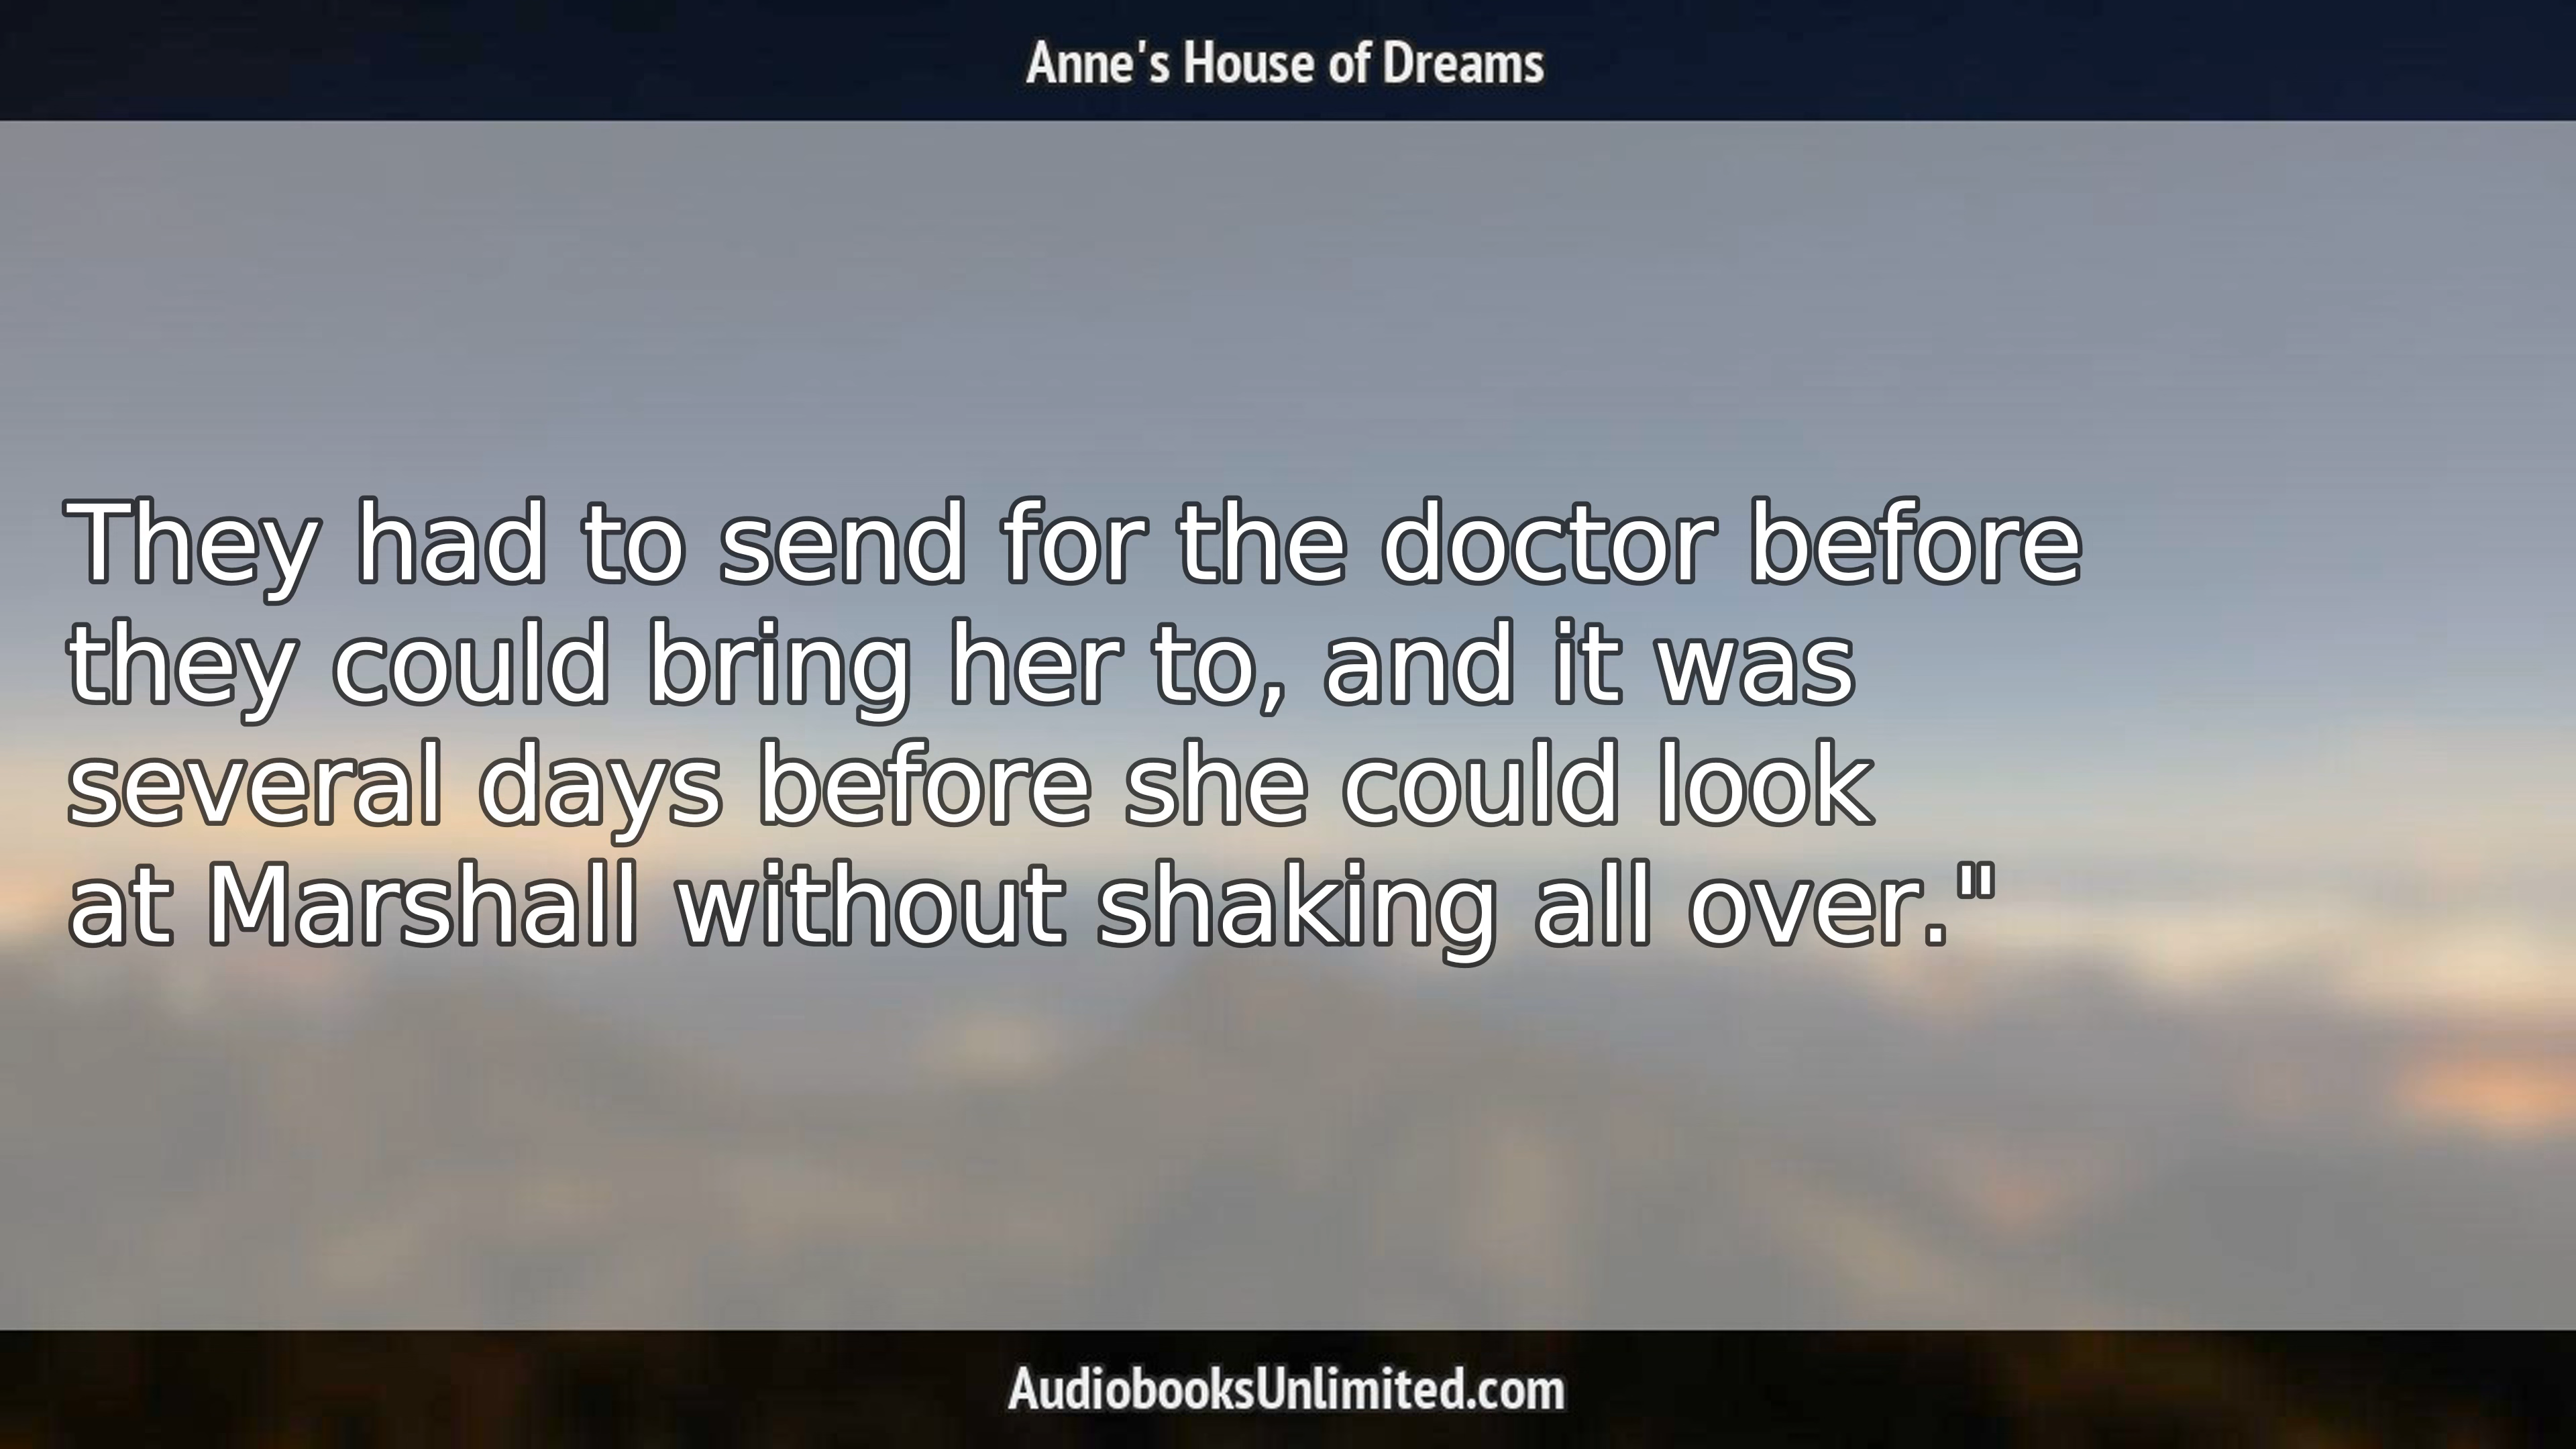 Anne's House of Dreams
They had to send for the doctor before
they could bring her to, and it was
several days before she could look
at Marshall without shaking all over."
AudiobooksUnlimited.com